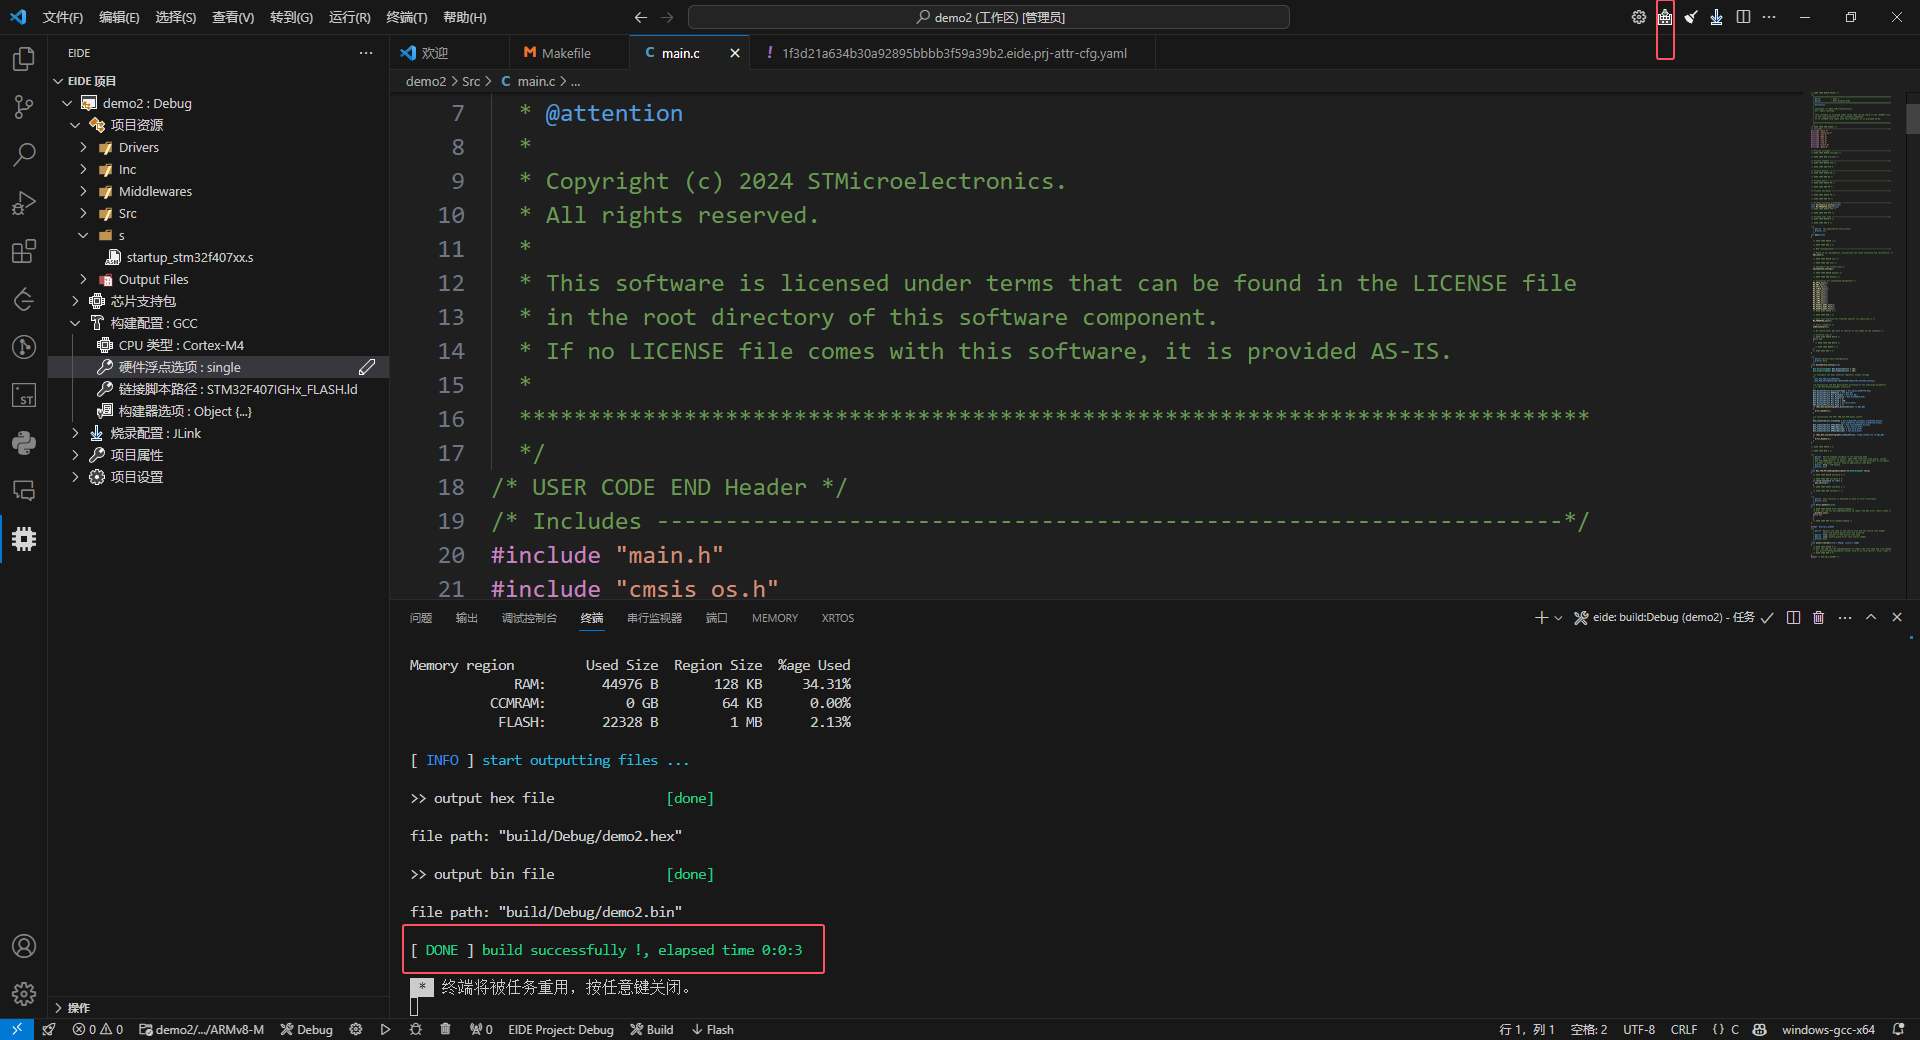 文件(F) 编辑(E) 选择(S) 查看(V) 转到(G) 运行(R) 终端(T) 帮助(H)
demo2 (工作区) [管理员]
EIDE
EIDE 项目
demo2 : Debug
项目资源
Drivers
Inc
Middlewares
Src
s
startup_stm32f407xx.s
Output Files
芯片支持包
构建配置 : GCC
CPU 类型 : Cortex-M4
硬件浮点选项 : single
链接脚本路径 : STM32F407IGHx_FLASH.ld
构建器选项 : Object {...}
烧录配置 : JLink
项目属性
项目设置
操作
欢迎
M Makefile
C main.c
! 1f3d21a634b30a92895bbbb3f59a39b2.eide.prj-attr-cfg.yaml
demo2 > Src > C main.c > ...
7 * @attention
8 *
9 * Copyright (c) 2024 STMicroelectronics.
10 * All rights reserved.
11 *
12 * This software is licensed under terms that can be found in the LICENSE file
13 * in the root directory of this software component.
14 * If no LICENSE file comes with this software, it is provided AS-IS.
15 *
16 ******************************************************************************
17 */
18 /* USER CODE END Header */
19 /* Includes ------------------------------------------------------------------*/
20 #include "main.h"
21 #include "cmsis_os.h"
问题 输出 调试控制台 终端 串行监视器 端口 MEMORY XRTOS
eide: build:Debug (demo2) - 任务
Memory region Used Size Region Size %age Used
RAM: 44976 B 128 KB 34.31%
CCMRAM: 0 GB 64 KB 0.00%
FLASH: 22328 B 1 MB 2.13%
[ INFO ] start outputting files ...
>> output hex file [done]
file path: "build/Debug/demo2.hex"
>> output bin file [done]
file path: "build/Debug/demo2.bin"
[ DONE ] build successfully !, elapsed time 0:0:3
* 终端将被任务重用，按任意键关闭。
0 0 demo2/.../ARMv8-M Debug 0 EIDE Project: Debug Build Flash
行 1，列 1 空格: 2 UTF-8 CRLF {} C windows-gcc-x64